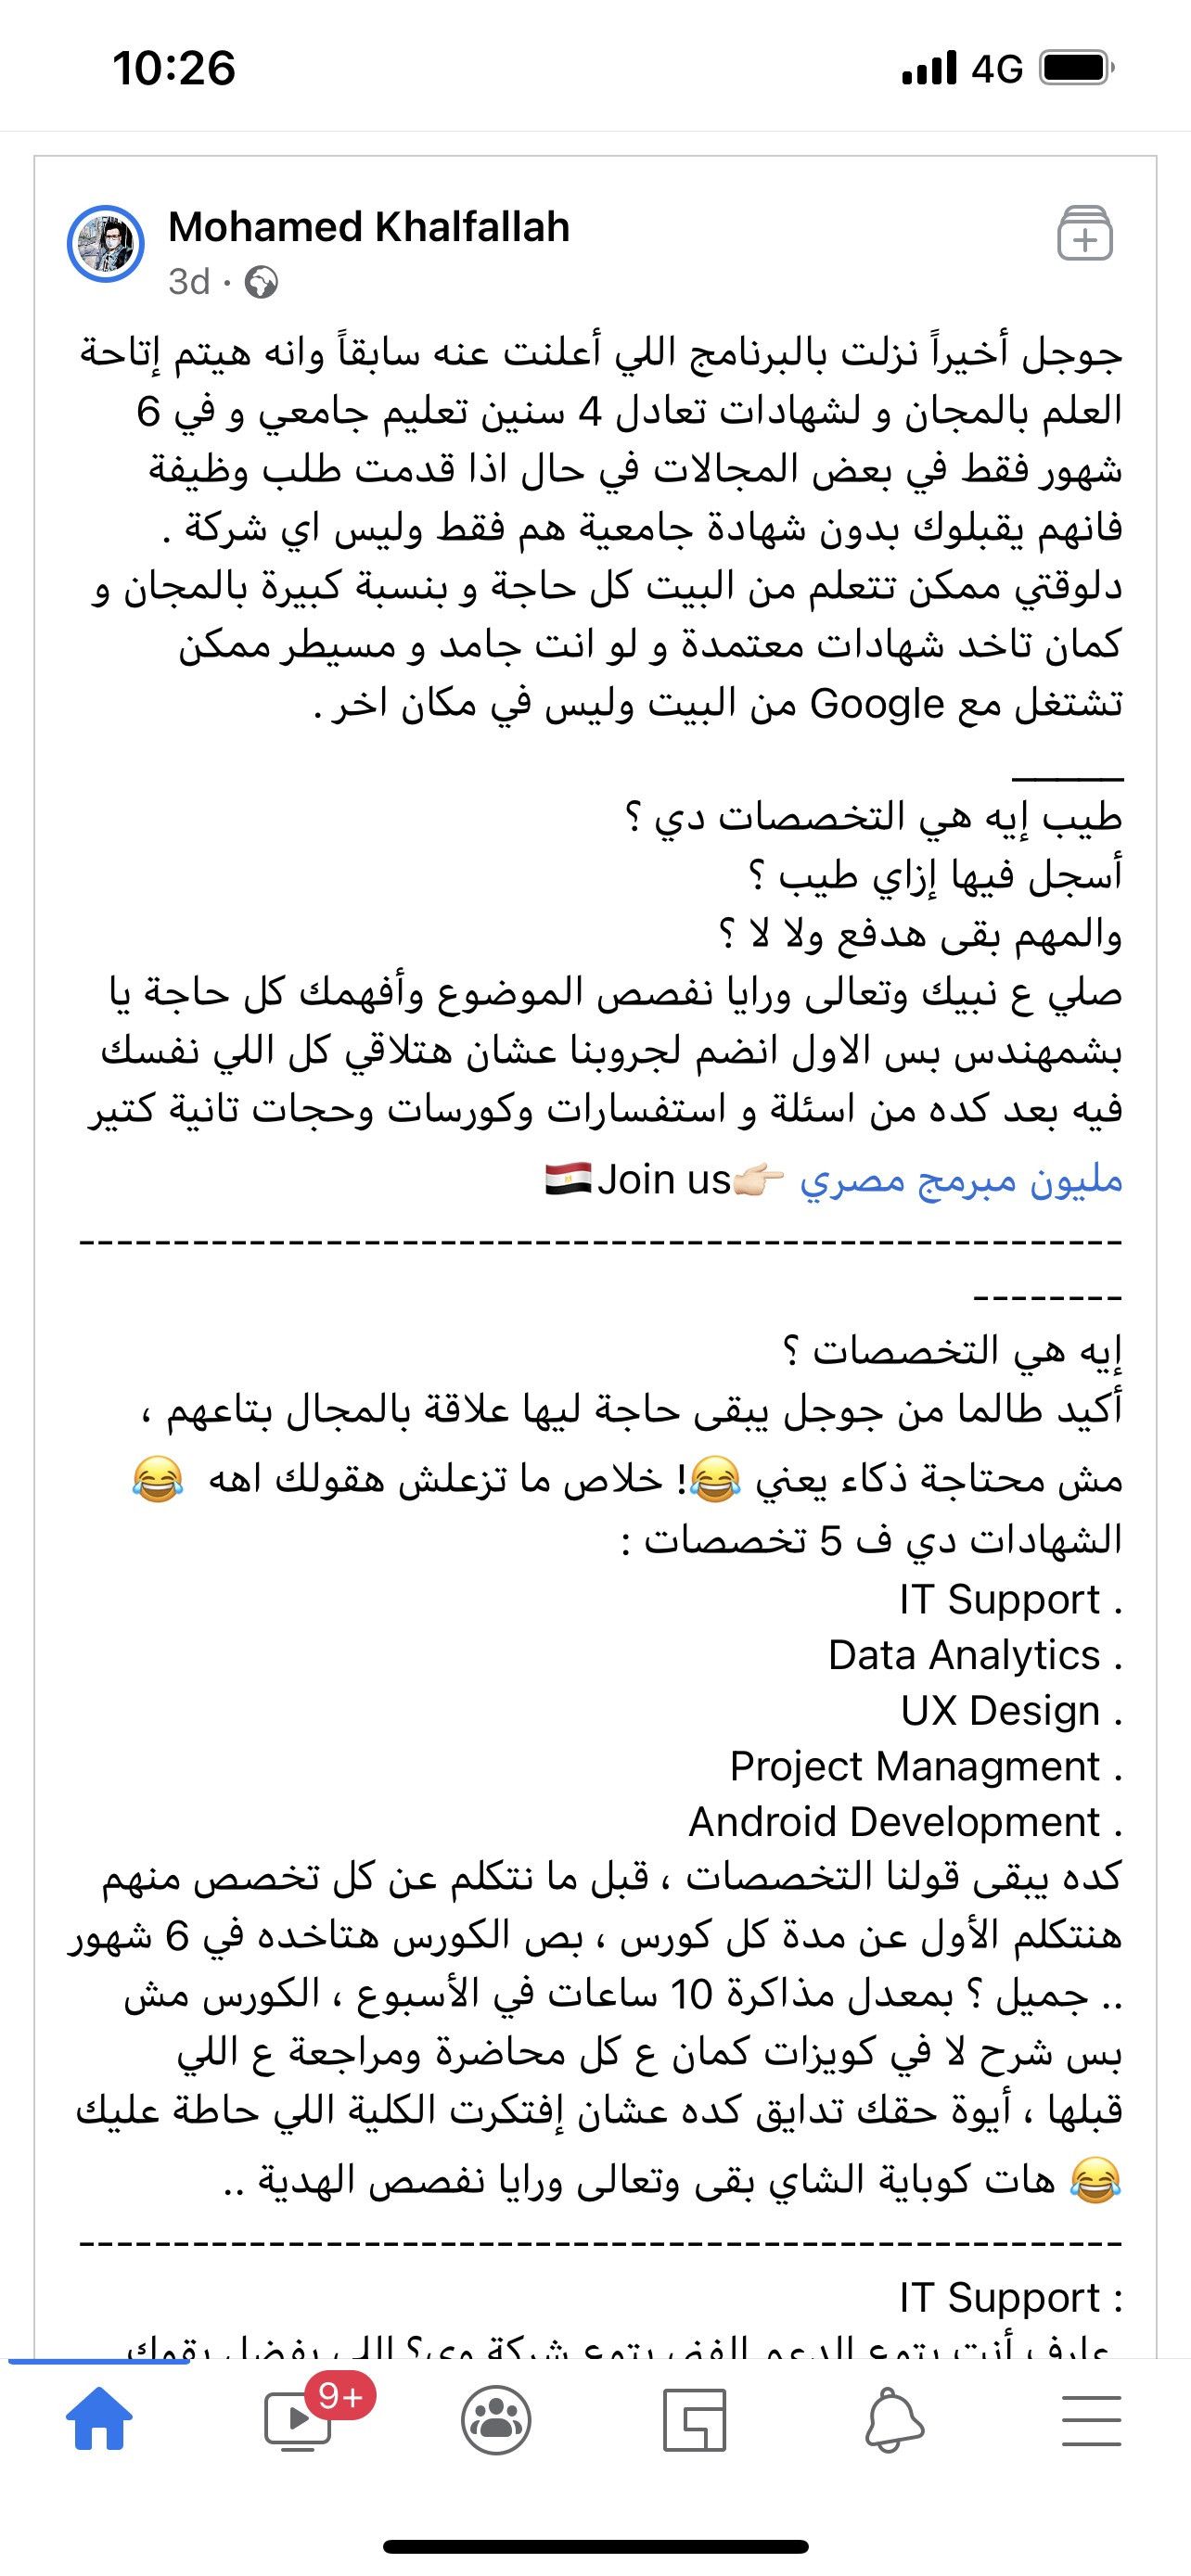 10:26
4G
Mohamed Khalfallah
3d ·
جوجل أخيراً نزلت بالبرنامج اللي أعلنت عنه سابقاً وانه هيتم إتاحة
العلم بالمجان و لشهادات تعادل 4 سنين تعليم جامعي و في 6
شهور فقط في بعض المجالات في حال اذا قدمت طلب وظيفة
فانهم يقبلوك بدون شهادة جامعية هم فقط وليس اي شركة .
دلوقتي ممكن تتعلم من البيت كل حاجة و بنسبة كبيرة بالمجان و
كمان تاخد شهادات معتمدة و لو انت جامد و مسيطر ممكن
تشتغل مع Google من البيت وليس في مكان اخر .
_____
طيب إيه هي التخصصات دي ؟
أسجل فيها إزاي طيب ؟
والمهم بقى هدفع ولا لا ؟
صلي ع نبيك وتعالى ورايا نفصص الموضوع وأفهمك كل حاجة يا
بشمهندس بس الاول انضم لجروبنا عشان هتلاقي كل اللي نفسك
فيه بعد كده من اسئلة و استفسارات وكورسات وحجات تانية كتير
مليون مبرمج مصري 👉🏻Join us🇪🇬
--------------------------------------------------------
--------
إيه هي التخصصات ؟
أكيد طالما من جوجل يبقى حاجة ليها علاقة بالمجال بتاعهم ،
مش محتاجة ذكاء يعني 😂! خلاص ما تزعلش هقولك اهه 😂
الشهادات دي ف 5 تخصصات :
IT Support .
Data Analytics .
UX Design .
Project Managment .
Android Development .
كده يبقى قولنا التخصصات ، قبل ما نتكلم عن كل تخصص منهم
هنتكلم الأول عن مدة كل كورس ، بص الكورس هتاخده في 6 شهور
.. جميل ؟ بمعدل مذاكرة 10 ساعات في الأسبوع ، الكورس مش
بس شرح لا في كويزات كمان ع كل محاضرة ومراجعة ع اللي
قبلها ، أيوة حقك تدايق كده عشان إفتكرت الكلية اللي حاطة عليك
😂 هات كوباية الشاي بقى وتعالى ورايا نفصص الهدية ..
--------------------------------------------------------
IT Support :
عارف أنت بتوع الدعم الفني بتوع شركة وي؟ اللي بفضل يقولك
9+